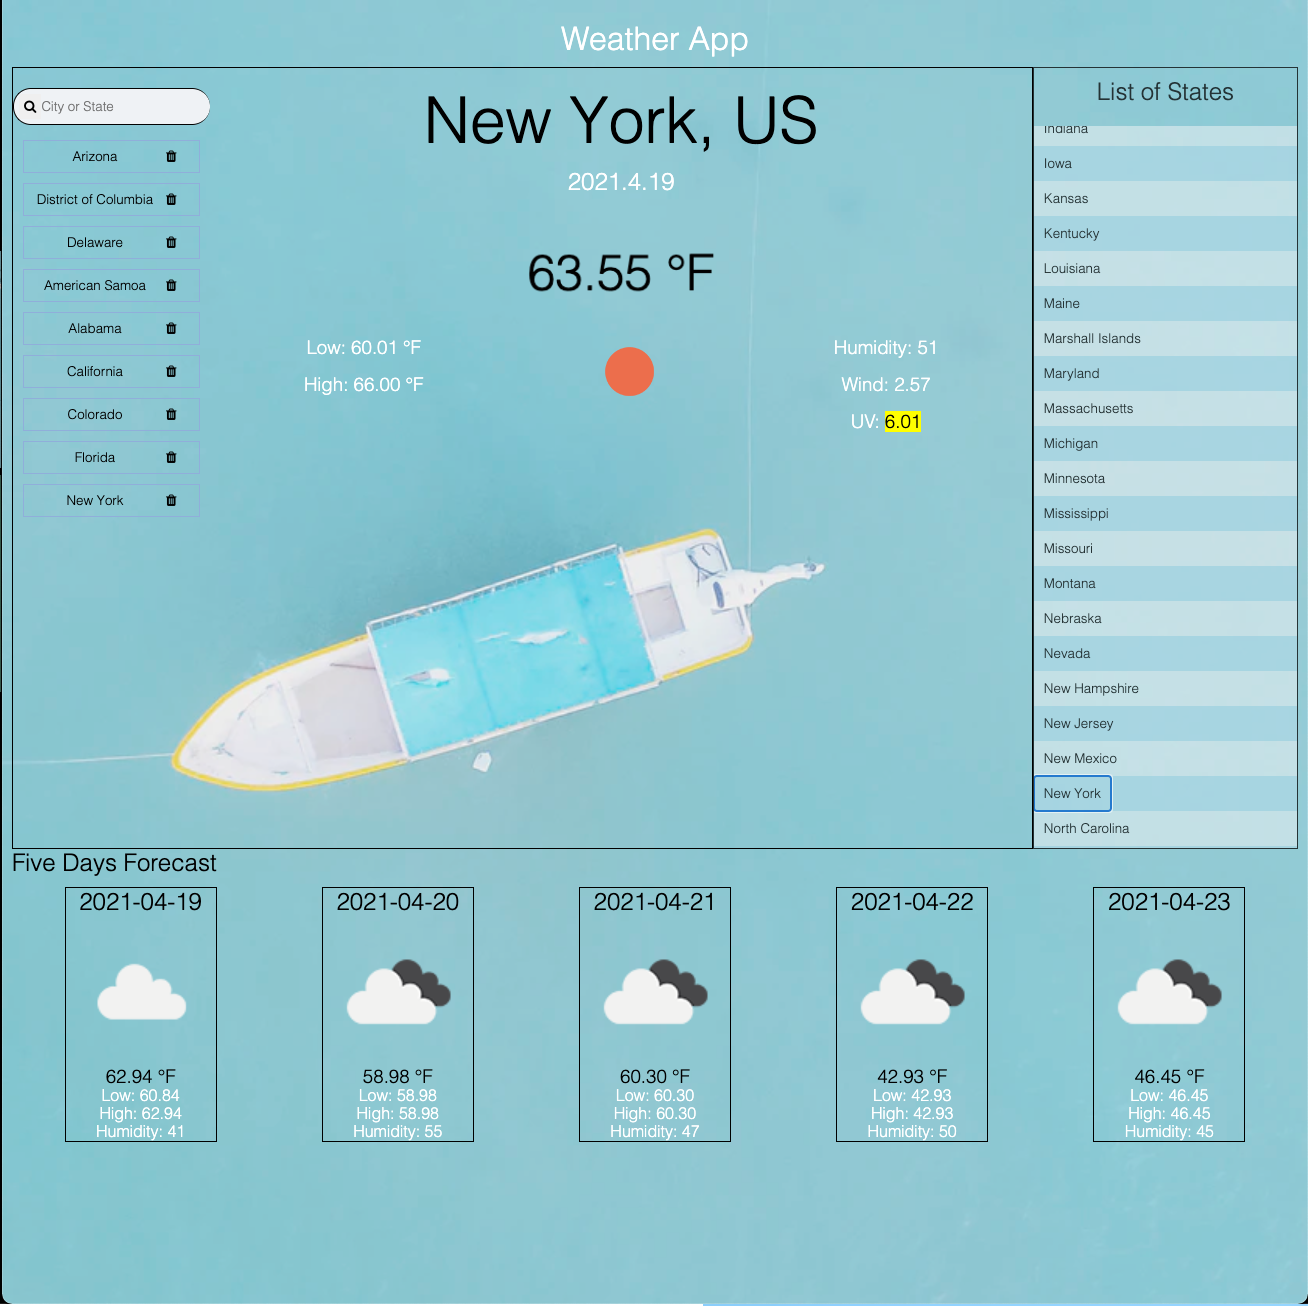 Weather App
City or State
Arizona
District of Columbia
Delaware
American Samoa
Alabama
California
Colorado
Florida
New York
New York, US
2021.4.19
63.55 °F
Low: 60.01 °F
High: 66.00 °F
Humidity: 51
Wind: 2.57
UV: 6.01
List of States
Indiana
Iowa
Kansas
Kentucky
Louisiana
Maine
Marshall Islands
Maryland
Massachusetts
Michigan
Minnesota
Mississippi
Missouri
Montana
Nebraska
Nevada
New Hampshire
New Jersey
New Mexico
New York
North Carolina
Five Days Forecast
2021-04-19
62.94 °F
Low: 60.84
High: 62.94
Humidity: 41
2021-04-20
58.98 °F
Low: 58.98
High: 58.98
Humidity: 55
2021-04-21
60.30 °F
Low: 60.30
High: 60.30
Humidity: 47
2021-04-22
42.93 °F
Low: 42.93
High: 42.93
Humidity: 50
2021-04-23
46.45 °F
Low: 46.45
High: 46.45
Humidity: 45